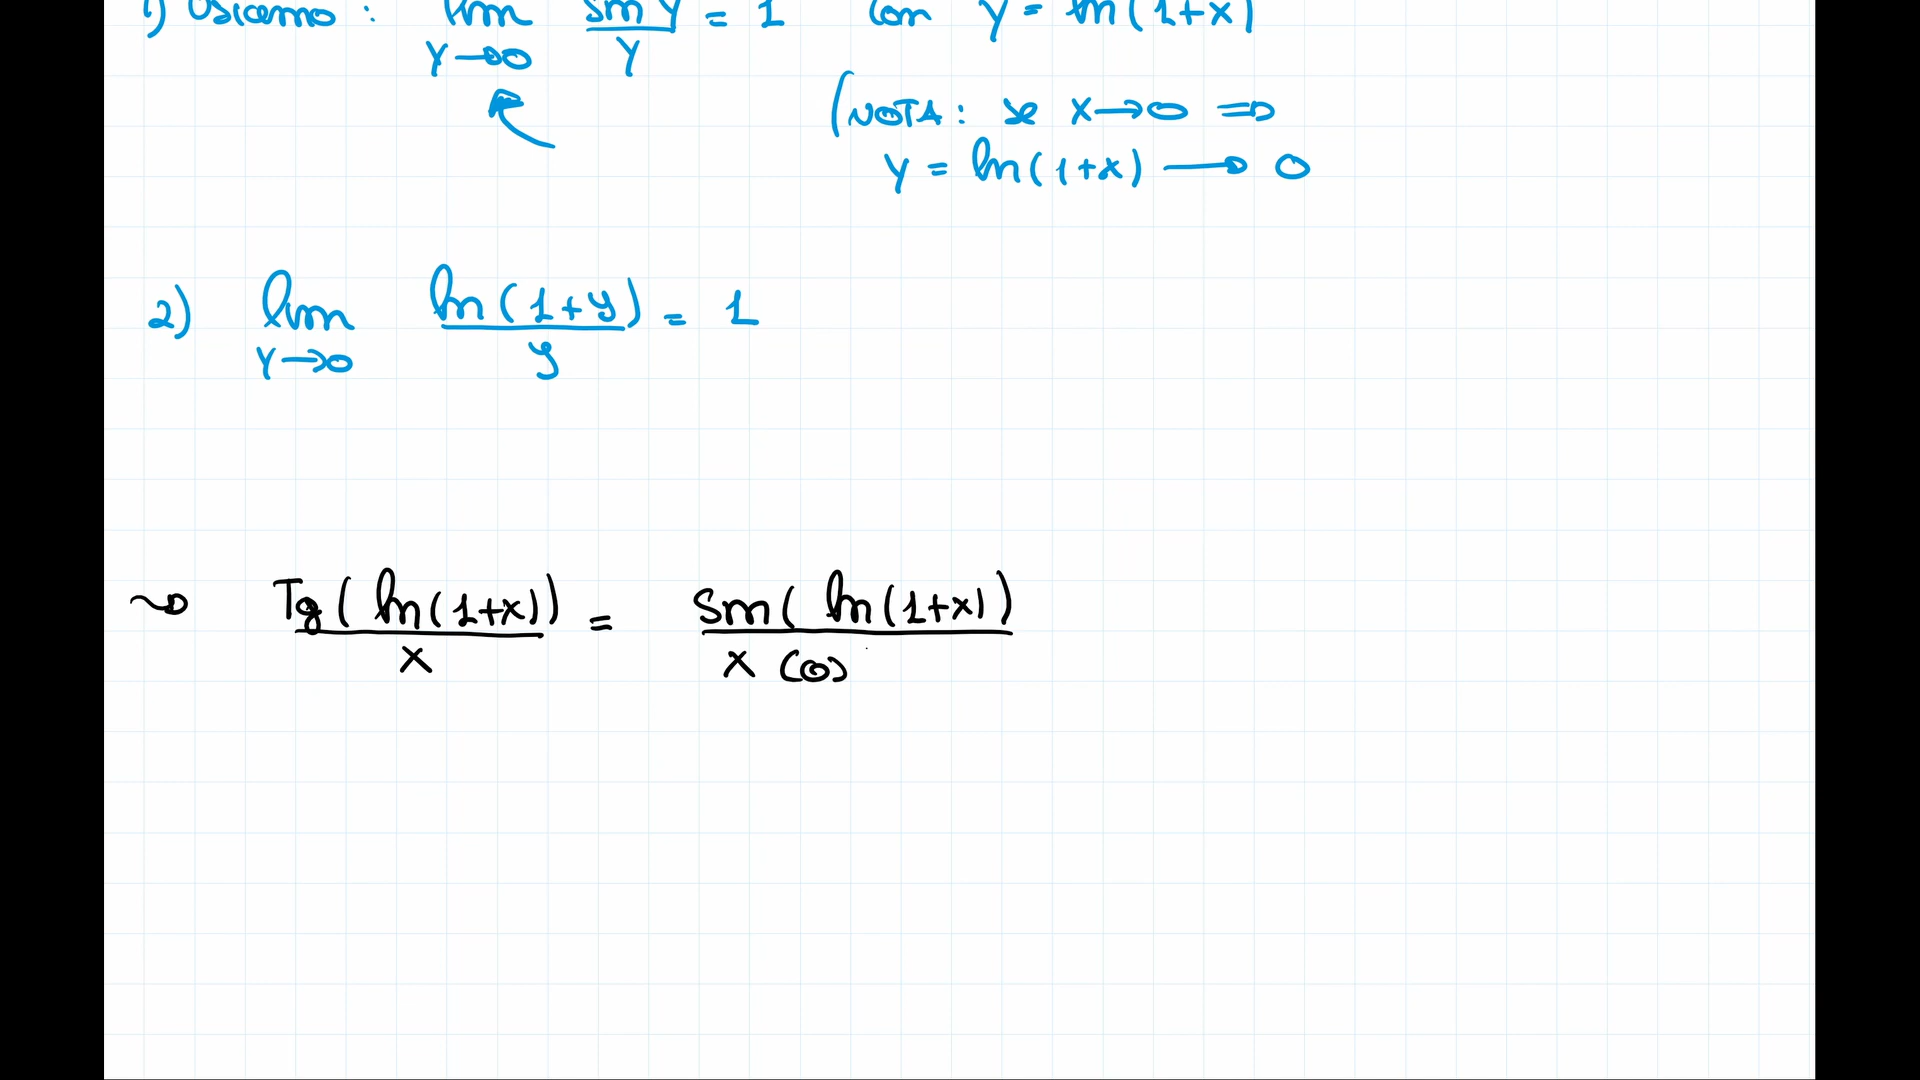 1) Usiamo : lim sin y / y = 1 con y = ln(1+x)
y→0
(NOTA: se x→0 =>
y = ln(1+x) → 0
2) lim ln(1+y) / y = 1
y→0
~> Tg(ln(1+x)) / x = sin(ln(1+x)) / x cos